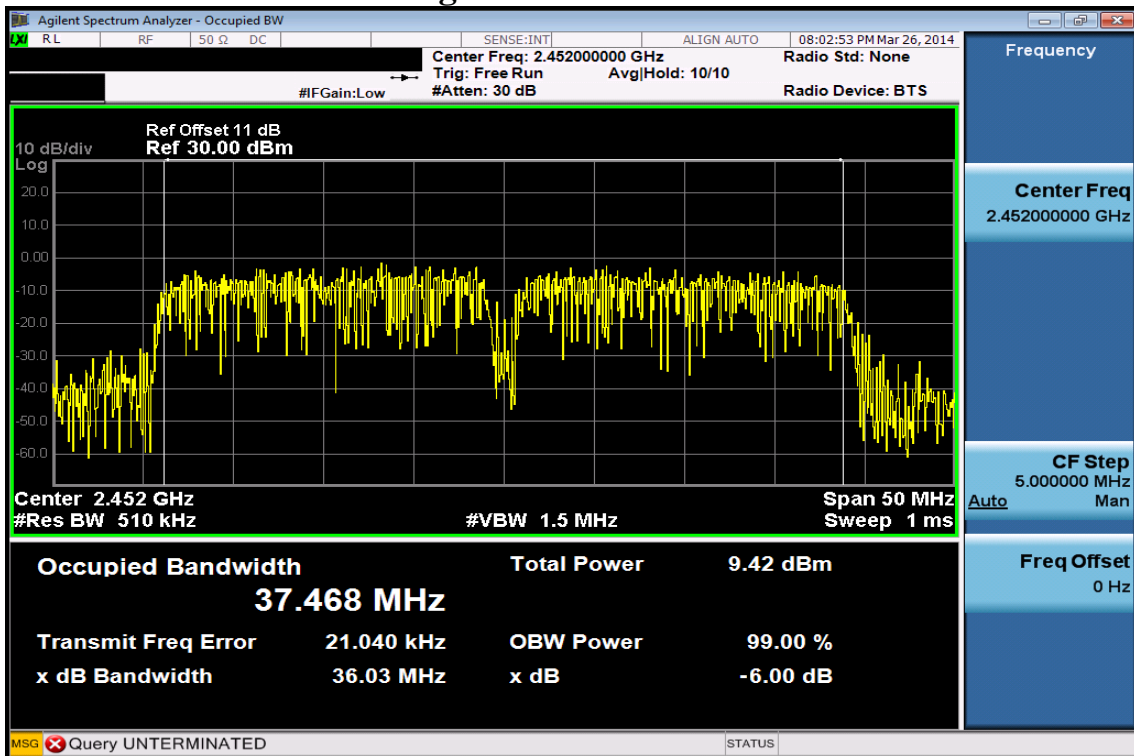 Agilent Spectrum Analyzer - Occupied BW
LXI RL RF 50 Ω DC SENSE:INT ALIGN AUTO 08:02:53 PM Mar 26, 2014
Center Freq: 2.452000000 GHz Radio Std: None
Trig: Free Run Avg|Hold: 10/10
#IFGain:Low #Atten: 30 dB Radio Device: BTS
Ref Offset 11 dB
10 dB/div Ref 30.00 dBm
Log
20.0
10.0
0.00
-10.0
-20.0
-30.0
-40.0
-50.0
-60.0
Center 2.452 GHz Span 50 MHz
#Res BW 510 kHz #VBW 1.5 MHz Sweep 1 ms
Occupied Bandwidth Total Power 9.42 dBm
37.468 MHz
Transmit Freq Error 21.040 kHz OBW Power 99.00 %
x dB Bandwidth 36.03 MHz x dB -6.00 dB
MSG Query UNTERMINATED STATUS
Frequency
Center Freq
2.452000000 GHz
CF Step
5.000000 MHz
Auto Man
Freq Offset
0 Hz